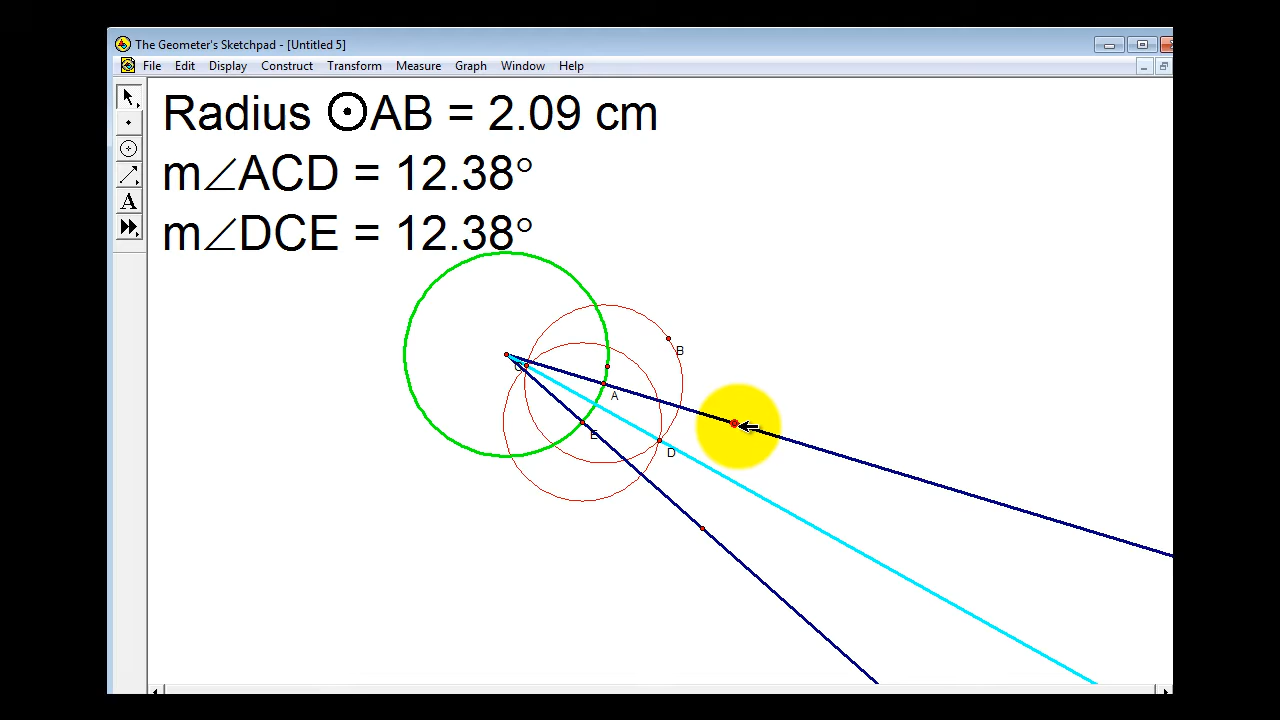 The Geometer's Sketchpad - [Untitled 5]
File Edit Display Construct Transform Measure Graph Window Help
Radius ⊙AB = 2.09 cm
m∠ACD = 12.38°
m∠DCE = 12.38°
A
B
C
A
E
D